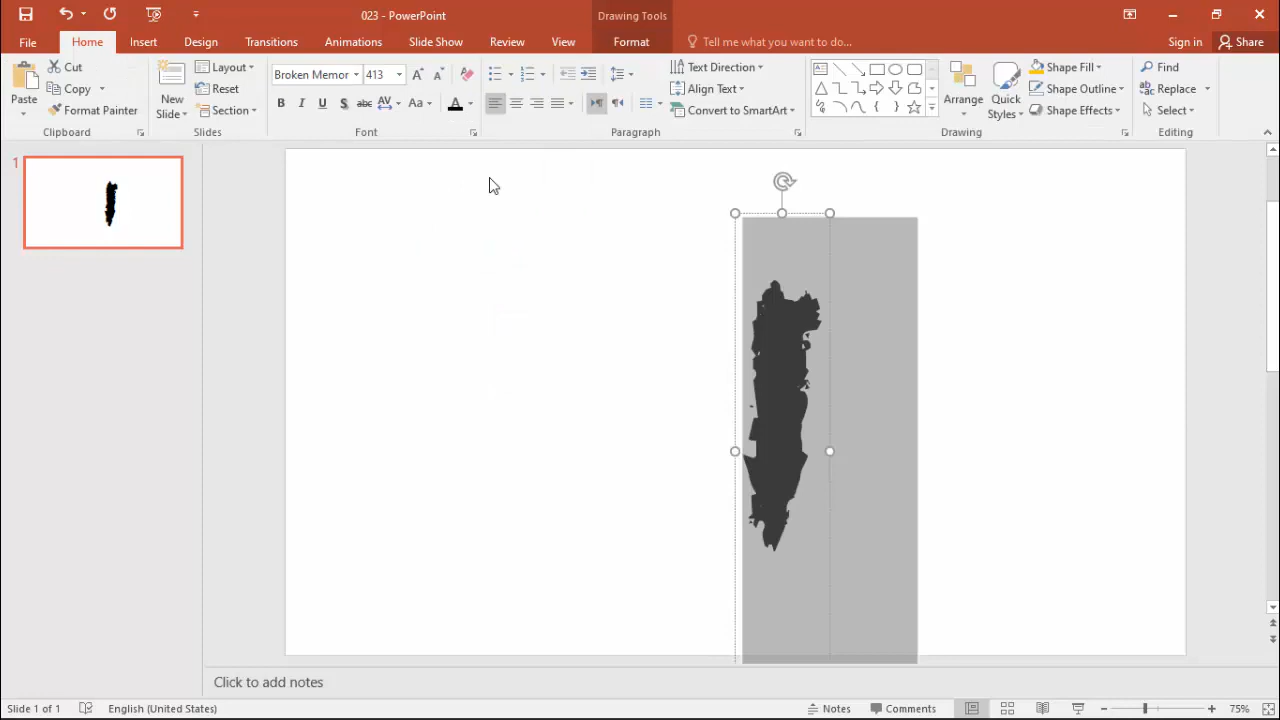 023 - PowerPoint
Drawing Tools
File
Home
Insert
Design
Transitions
Animations
Slide Show
Review
View
Format
Tell me what you want to do...
Sign in
Share
Paste
Cut
Copy
Format Painter
Clipboard
New
Slide
Layout
Reset
Section
Slides
Broken Memor
413
A
A
B
I
U
S
abc
AV
Aa
A
Font
Text Direction
Align Text
Convert to SmartArt
Paragraph
Arrange
Quick
Styles
Shape Fill
Shape Outline
Shape Effects
Drawing
Find
Replace
Select
Editing
1
Click to add notes
Slide 1 of 1
English (United States)
Notes
Comments
75%